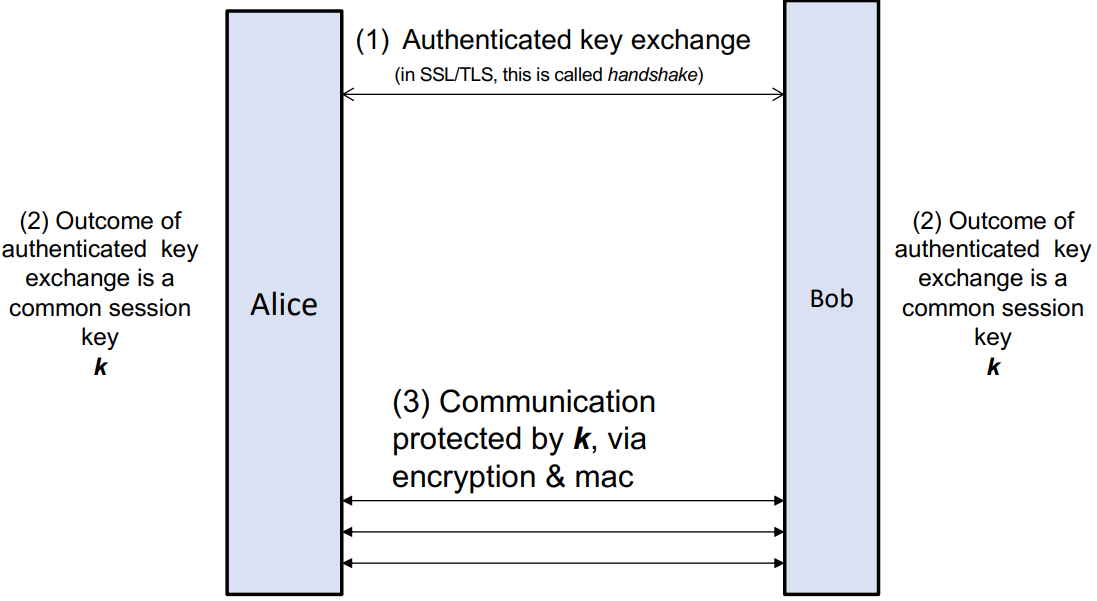 (1) Authenticated key exchange
(in SSL/TLS, this is called handshake)
(2) Outcome of
authenticated key
exchange is a
common session
key
k
Alice
Bob
(2) Outcome of
authenticated key
exchange is a
common session
key
k
(3) Communication
protected by k, via
encryption & mac